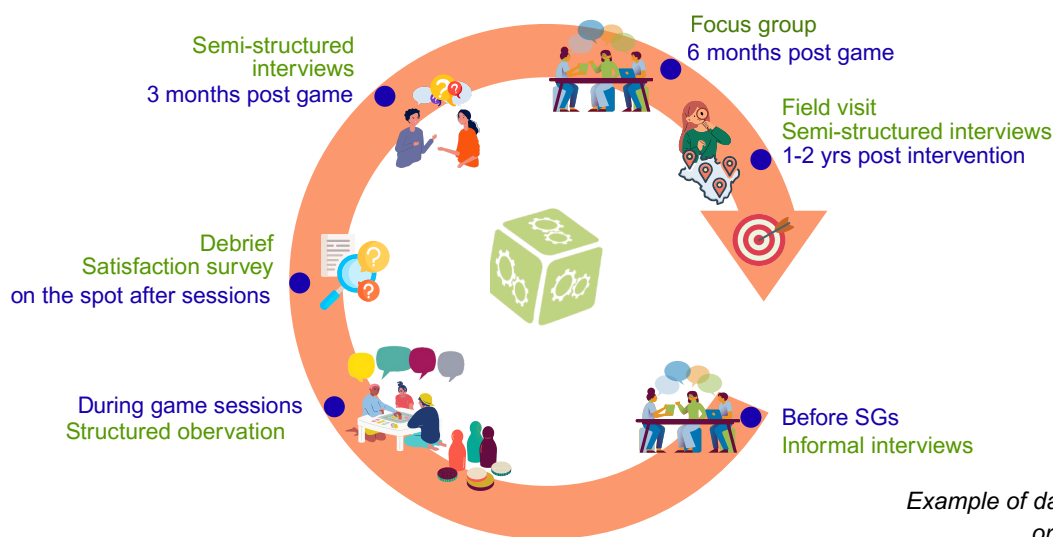 Semi-structured
interviews
3 months post game
Focus group
6 months post game
Field visit
Semi-structured interviews
1-2 yrs post intervention
Debrief
Satisfaction survey
on the spot after sessions
During game sessions
Structured obervation
Before SGs
Informal interviews
Example of